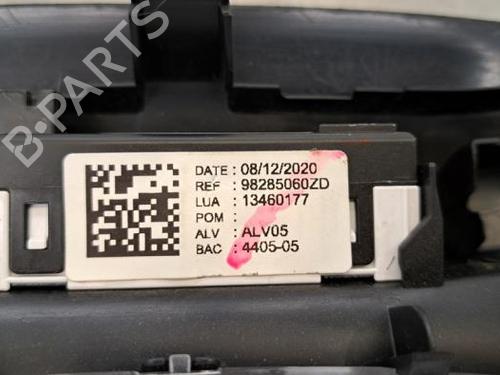 B-PARTS
DATE : 08/12/2020
REF : 98285060ZD
LUA : 13460177
POM :
ALV : ALV05
BAC : 4405-05